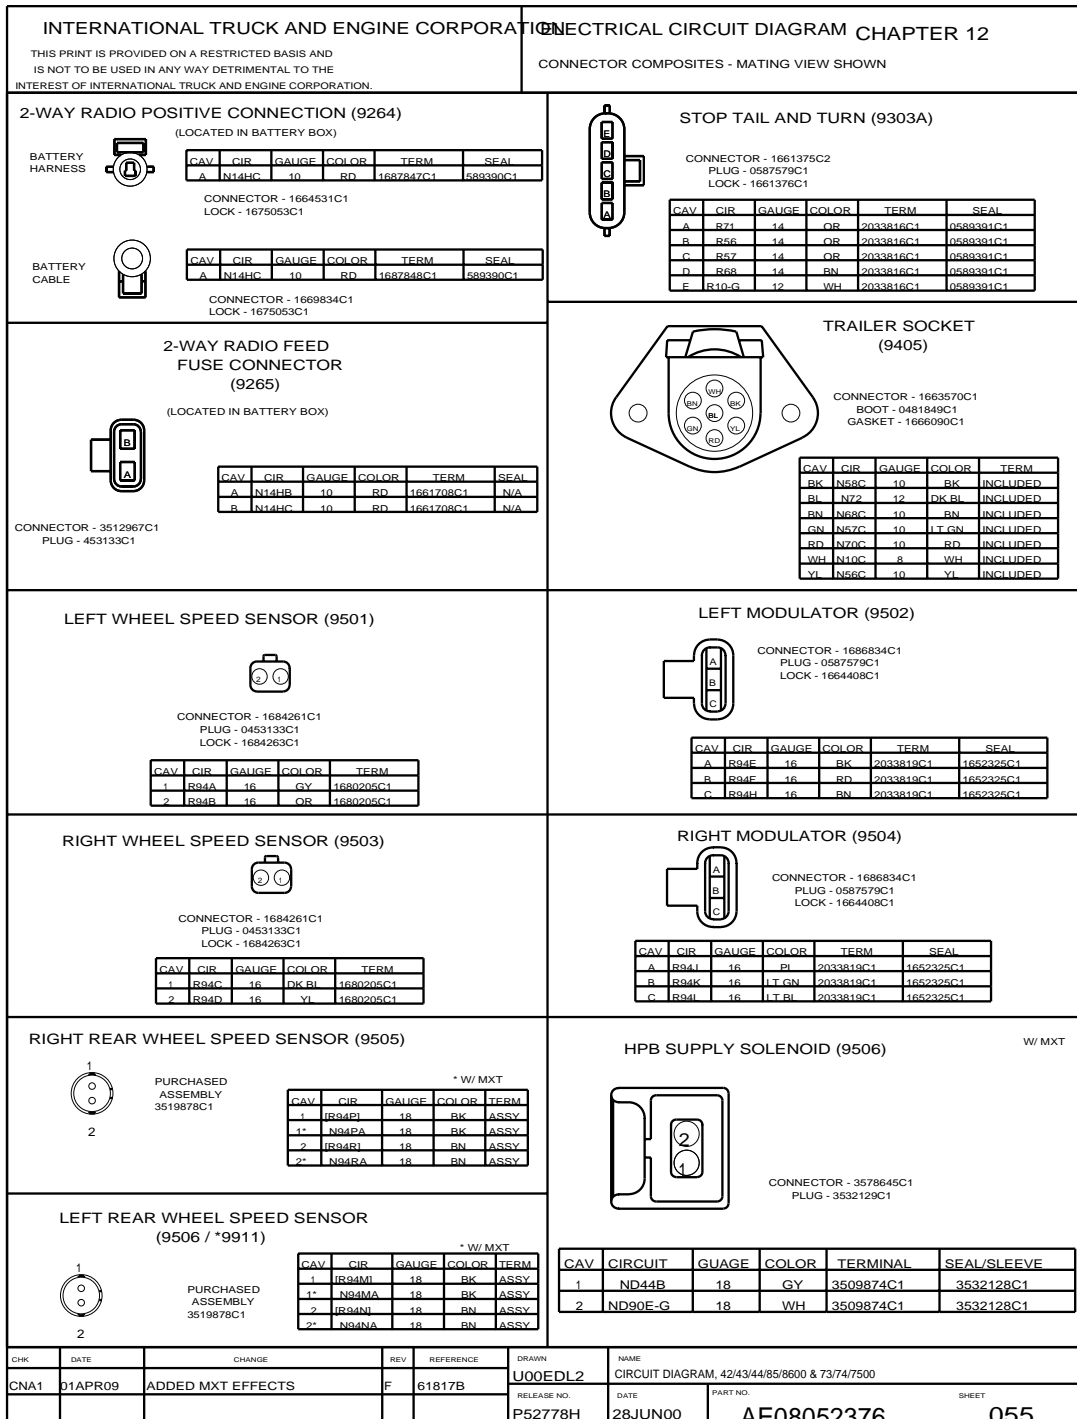 INTERNATIONAL TRUCK AND ENGINE CORPORATION
THIS PRINT IS PROVIDED ON A RESTRICTED BASIS AND
IS NOT TO BE USED IN ANY WAY DETRIMENTAL TO THE
INTEREST OF INTERNATIONAL TRUCK AND ENGINE CORPORATION.
ELECTRICAL CIRCUIT DIAGRAM CHAPTER 12
CONNECTOR COMPOSITES - MATING VIEW SHOWN
2-WAY RADIO POSITIVE CONNECTION (9264)
(LOCATED IN BATTERY BOX)
BATTERY
HARNESS
CAV CIR GAUGE COLOR TERM SEAL
A N14HC 10 RD 1687847C1 589390C1
CONNECTOR - 1664531C1
LOCK - 1675053C1
BATTERY
CABLE
CAV CIR GAUGE COLOR TERM SEAL
A N14HC 10 RD 1687848C1 589390C1
CONNECTOR - 1669834C1
LOCK - 1675053C1
STOP TAIL AND TURN (9303A)
E
D
C
B
A
CONNECTOR - 1661375C2
PLUG - 0587579C1
LOCK - 1661376C1
CAV CIR GAUGE COLOR TERM SEAL
A R71 14 OR 2033816C1 0589391C1
B R56 14 OR 2033816C1 0589391C1
C R57 14 OR 2033816C1 0589391C1
D R68 14 BN 2033816C1 0589391C1
E R10-G 12 WH 2033816C1 0589391C1
2-WAY RADIO FEED
FUSE CONNECTOR
(9265)
(LOCATED IN BATTERY BOX)
B
A
CAV CIR GAUGE COLOR TERM SEAL
A N14HB 10 RD 1661708C1 N/A
B N14HC 10 RD 1661708C1 N/A
CONNECTOR - 3512967C1
PLUG - 453133C1
TRAILER SOCKET
(9405)
WH
BN BK
BL
GN YL
RD
CONNECTOR - 1663570C1
BOOT - 0481849C1
GASKET - 1666090C1
CAV CIR GAUGE COLOR TERM
BK N58C 10 BK INCLUDED
BL N72 12 DK BL INCLUDED
BN N68C 10 BN INCLUDED
GN N57C 10 LT GN INCLUDED
RD N70C 10 RD INCLUDED
WH N10C 8 WH INCLUDED
YL N56C 10 YL INCLUDED
LEFT WHEEL SPEED SENSOR (9501)
2 1
CONNECTOR - 1684261C1
PLUG - 0453133C1
LOCK - 1684263C1
CAV CIR GAUGE COLOR TERM
1 R94A 16 GY 1680205C1
2 R94B 16 OR 1680205C1
LEFT MODULATOR (9502)
A
B
C
CONNECTOR - 1686834C1
PLUG - 0587579C1
LOCK - 1664408C1
CAV CIR GAUGE COLOR TERM SEAL
A 16 BK 2033819C1 1652325C1
B 16 RD 2033819C1 1652325C1
C R94H 16 BN 2033819C1 1652325C1
RIGHT WHEEL SPEED SENSOR (9503)
2 1
CONNECTOR - 1684261C1
PLUG - 0453133C1
LOCK - 1684263C1
CAV CIR GAUGE COLOR TERM
1 R94C 16 DK BL 1680205C1
2 R94D 16 YL 1680205C1
RIGHT MODULATOR (9504)
A
B
C
CONNECTOR - 1686834C1
PLUG - 0587579C1
LOCK - 1664408C1
CAV CIR GAUGE COLOR TERM SEAL
A R94J 16 2033819C1 1652325C1
B R94K 16 LT GN 2033819C1 1652325C1
C R94L 16 LT BL 2033819C1 1652325C1
RIGHT REAR WHEEL SPEED SENSOR (9505)
1
2
PURCHASED
ASSEMBLY
3519878C1
* W/ MXT
CAV CIR GAUGE COLOR TERM
1 [R94P] 18 BK ASSY
1* N94PA 18 BK ASSY
2 [R94R] 18 BN ASSY
2* N94RA 18 BN ASSY
HPB SUPPLY SOLENOID (9506)
W/ MXT
2
1
CONNECTOR - 3578645C1
PLUG - 3532129C1
CAV CIRCUIT GUAGE COLOR TERMINAL SEAL/SLEEVE
1 ND44B 18 GY 3509874C1 3532128C1
2 ND90E-G 18 WH 3509874C1 3532128C1
LEFT REAR WHEEL SPEED SENSOR
(9506 / *9911)
1
2
PURCHASED
ASSEMBLY
3519878C1
* W/ MXT
CAV CIR GAUGE COLOR TERM
1 [R94M] 18 BK ASSY
1* N94MA 18 BK ASSY
2 [R94N] 18 BN ASSY
2* N94NA 18 BN ASSY
CHK DATE CHANGE REV REFERENCE
CNA1 01APR09 ADDED MXT EFFECTS F 61817B
DRAWN
U00EDL2
NAME
CIRCUIT DIAGRAM, 42/43/44/85/8600 & 73/74/7500
RELEASE NO. DATE PART NO. SHEET
P52778H 28JUN00 AE08052376 055